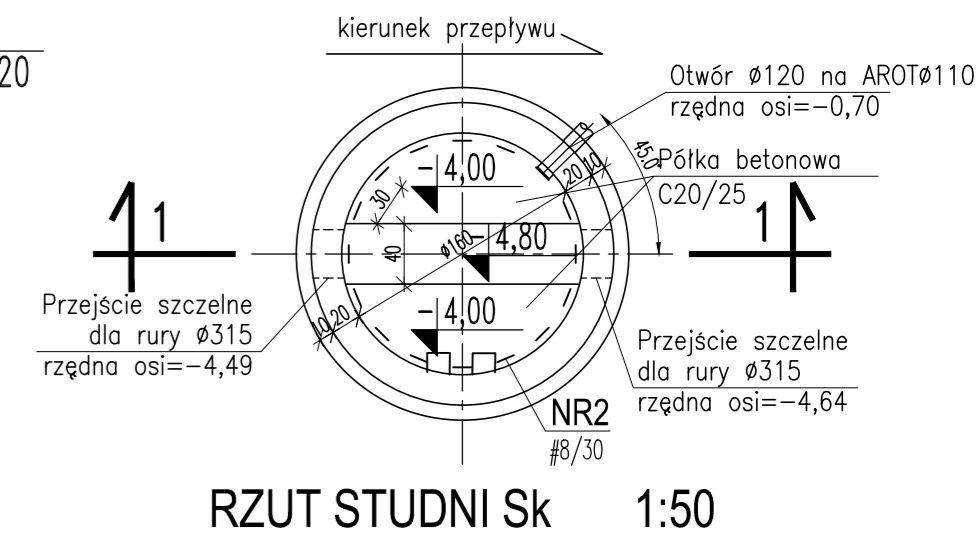 20
kierunek przepływu
Otwór Ø120 na AROTØ110
rzędna osi=-0,70
45.0
Półka betonowa
C20/25
20
10
- 4,00
30
1
1
40
Ø160
- 4,80
- 4,00
10
20
Przejście szczelne
dla rury Ø315
rzędna osi=-4,49
Przejście szczelne
dla rury Ø315
rzędna osi=-4,64
NR2
#8/30
RZUT STUDNI Sk 1:50